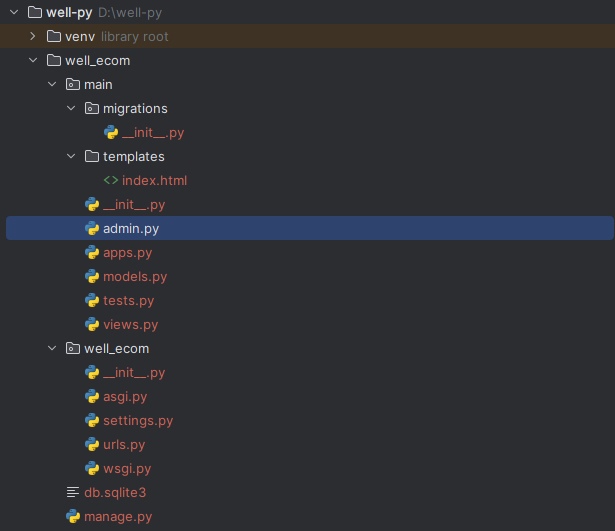 well-py D:\well-py
venv library root
well_ecom
main
migrations
__init__.py
templates
index.html
__init__.py
admin.py
apps.py
models.py
tests.py
views.py
well_ecom
__init__.py
asgi.py
settings.py
urls.py
wsgi.py
db.sqlite3
manage.py